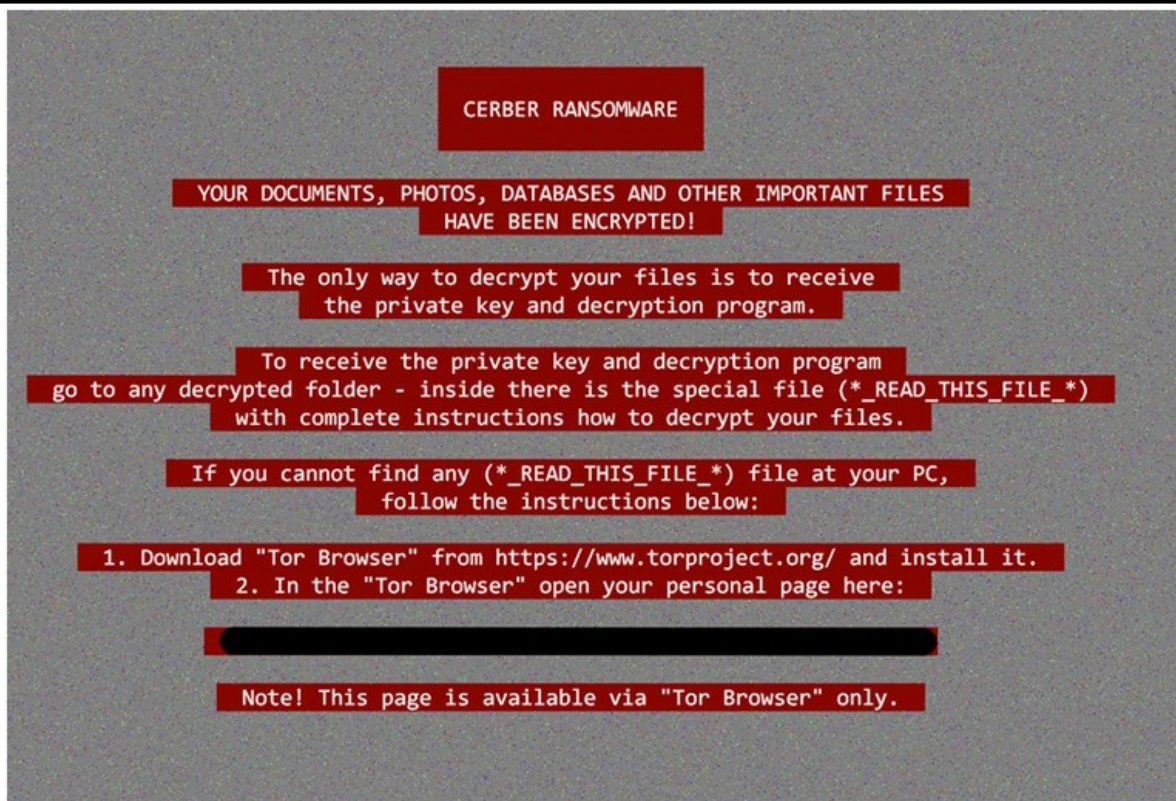 CERBER RANSOMWARE
YOUR DOCUMENTS, PHOTOS, DATABASES AND OTHER IMPORTANT FILES
HAVE BEEN ENCRYPTED!
The only way to decrypt your files is to receive
the private key and decryption program.
To receive the private key and decryption program
go to any decrypted folder - inside there is the special file (*_READ_THIS_FILE_*)
with complete instructions how to decrypt your files.
If you cannot find any (*_READ_THIS_FILE_*) file at your PC,
follow the instructions below:
1. Download "Tor Browser" from https://www.torproject.org/ and install it.
2. In the "Tor Browser" open your personal page here:
Note! This page is available via "Tor Browser" only.